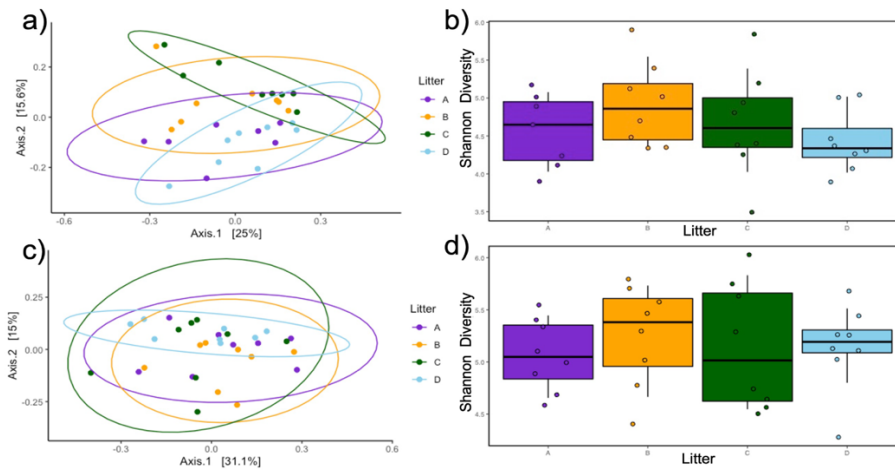 a)
Axis.2 [15.6%]
0.2
0.0
-0.2
-0.6
-0.3
0.0
0.3
Axis.1 [25%]
Litter
A
B
C
D
b)
Shannon Diversity
6.0
5.5
5.0
4.5
4.0
3.5
A
B
C
D
Litter
c)
Axis.2 [15%]
0.25
0.00
-0.25
-0.3
0.0
0.3
0.6
Axis.1 [31.1%]
Litter
A
B
C
D
d)
Shannon Diversity
6.0
5.5
5.0
4.5
A
B
C
D
Litter